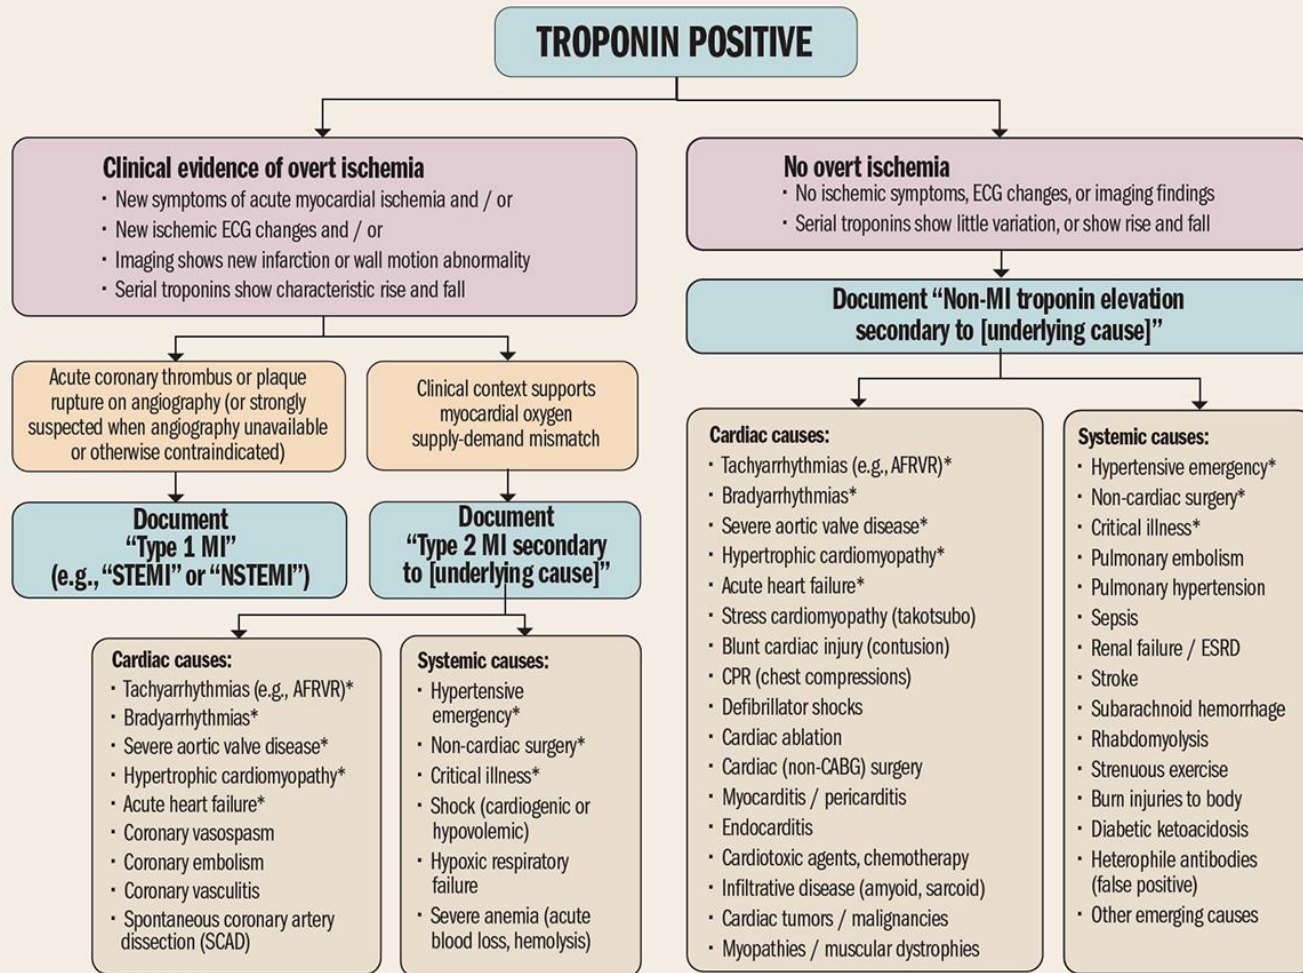 TROPONIN POSITIVE
Clinical evidence of overt ischemia
· New symptoms of acute myocardial ischemia and / or
· New ischemic ECG changes and / or
· Imaging shows new infarction or wall motion abnormality
· Serial troponins show characteristic rise and fall
No overt ischemia
· No ischemic symptoms, ECG changes, or imaging findings
· Serial troponins show little variation, or show rise and fall
Acute coronary thrombus or plaque
rupture on angiography (or strongly
suspected when angiography unavailable
or otherwise contraindicated)
Clinical context supports
myocardial oxygen
supply-demand mismatch
Document
“Type 1 MI”
(e.g., “STEMI” or “NSTEMI”)
Document
“Type 2 MI secondary
to [underlying cause]”
Cardiac causes:
· Tachyarrhythmias (e.g., AFRVR)*
· Bradyarrhythmias*
· Severe aortic valve disease*
· Hypertrophic cardiomyopathy*
· Acute heart failure*
· Coronary vasospasm
· Coronary embolism
· Coronary vasculitis
· Spontaneous coronary artery
dissection (SCAD)
Systemic causes:
· Hypertensive
emergency*
· Non-cardiac surgery*
· Critical illness*
· Shock (cardiogenic or
hypovolemic)
· Hypoxic respiratory
failure
· Severe anemia (acute
blood loss, hemolysis)
Document “Non-MI troponin elevation
secondary to [underlying cause]”
Cardiac causes:
· Tachyarrhythmias (e.g., AFRVR)*
· Bradyarrhythmias*
· Severe aortic valve disease*
· Hypertrophic cardiomyopathy*
· Acute heart failure*
· Stress cardiomyopathy (takotsubo)
· Blunt cardiac injury (contusion)
· CPR (chest compressions)
· Defibrillator shocks
· Cardiac ablation
· Cardiac (non-CABG) surgery
· Myocarditis / pericarditis
· Endocarditis
· Cardiotoxic agents, chemotherapy
· Infiltrative disease (amyoid, sarcoid)
· Cardiac tumors / malignancies
· Myopathies / muscular dystrophies
Systemic causes:
· Hypertensive emergency*
· Non-cardiac surgery*
· Critical illness*
· Pulmonary embolism
· Pulmonary hypertension
· Sepsis
· Renal failure / ESRD
· Stroke
· Subarachnoid hemorrhage
· Rhabdomyolysis
· Strenuous exercise
· Burn injuries to body
· Diabetic ketoacidosis
· Heterophile antibodies
(false positive)
· Other emerging causes